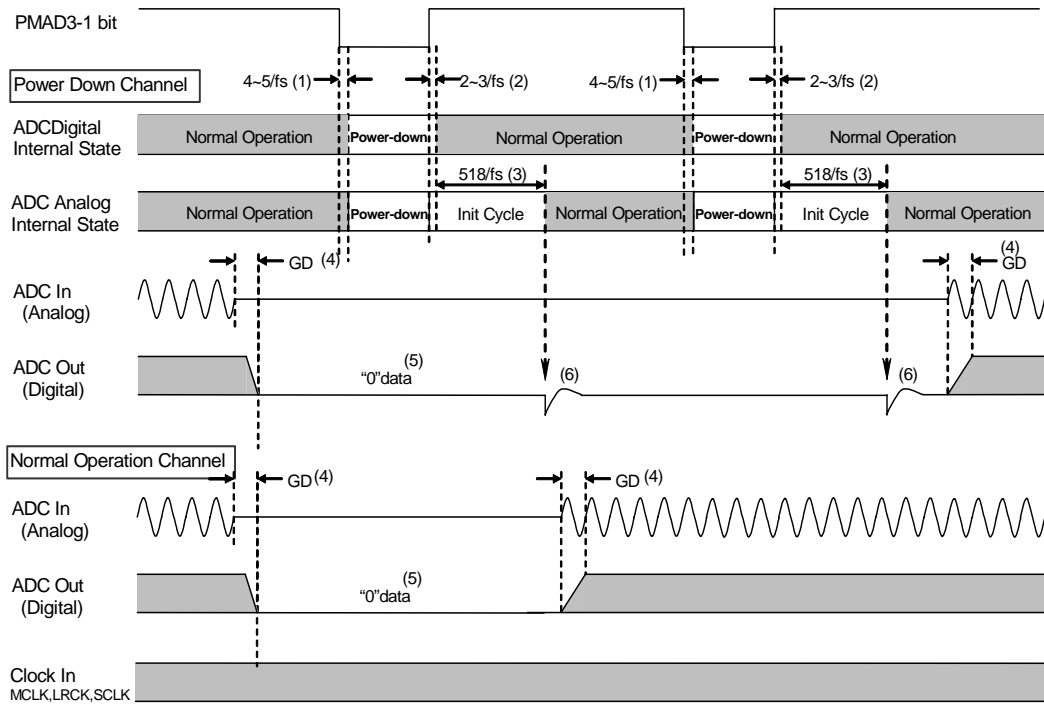 PMAD3-1 bit
Power Down Channel
4~5/fs (1)
2~3/fs (2)
4~5/fs (1)
2~3/fs (2)
ADCDigital
Internal State
Normal Operation
Power-down
Normal Operation
Power-down
Normal Operation
518/fs (3)
518/fs (3)
ADC Analog
Internal State
Normal Operation
Power-down
Init Cycle
Normal Operation
Power-down
Init Cycle
Normal Operation
GD (4)
(4)
GD
ADC In
(Analog)
ADC Out
(Digital)
(5)
"0"data
(6)
(6)
Normal Operation Channel
GD (4)
GD (4)
ADC In
(Analog)
ADC Out
(Digital)
(5)
"0"data
Clock In
MCLK,LRCK,SCLK